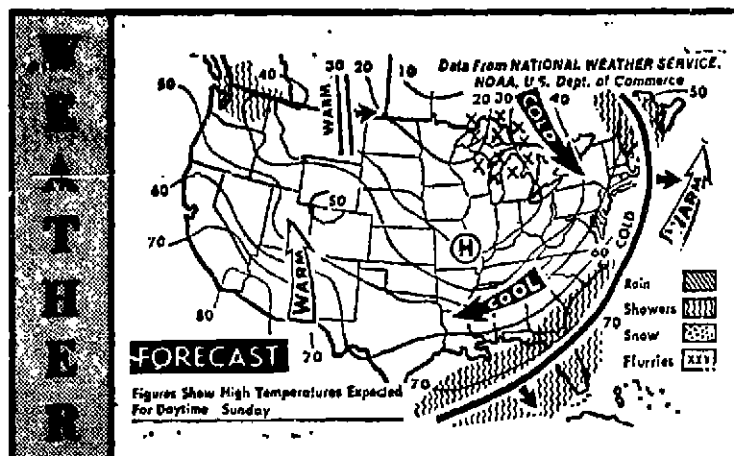 WEATHER
Data From NATIONAL WEATHER SERVICE,
NOAA, U.S. Dept. of Commerce
50
40
30
20
10
20 30
40
50
WARM
COLD
60
50
WARM
H
COLD
70
60
WARM
COOL
80
70
70
70
Rain
Showers
Snow
Flurries
FORECAST
Figures Show High Temperatures Expected
For Daytime Sunday